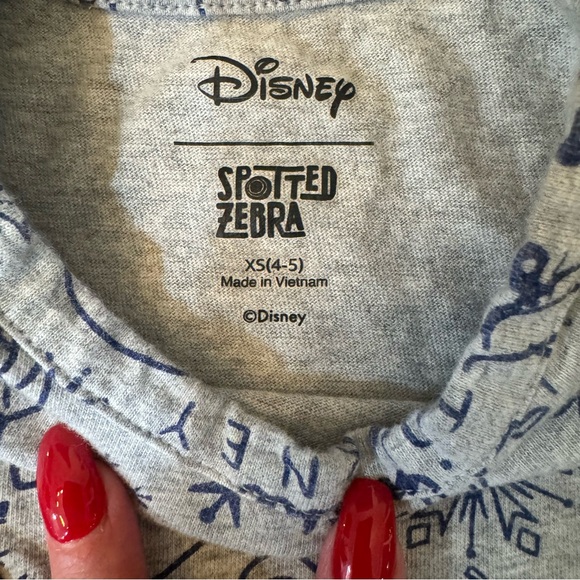 Disney
SPOTTED
ZEBRA
XS(4-5)
Made in Vietnam
©Disney